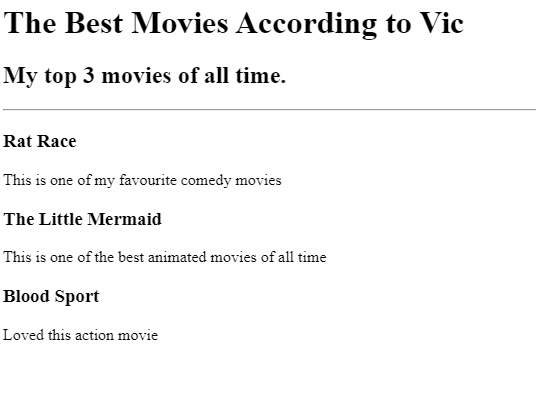 The Best Movies According to Vic
My top 3 movies of all time.
Rat Race
This is one of my favourite comedy movies
The Little Mermaid
This is one of the best animated movies of all time
Blood Sport
Loved this action movie